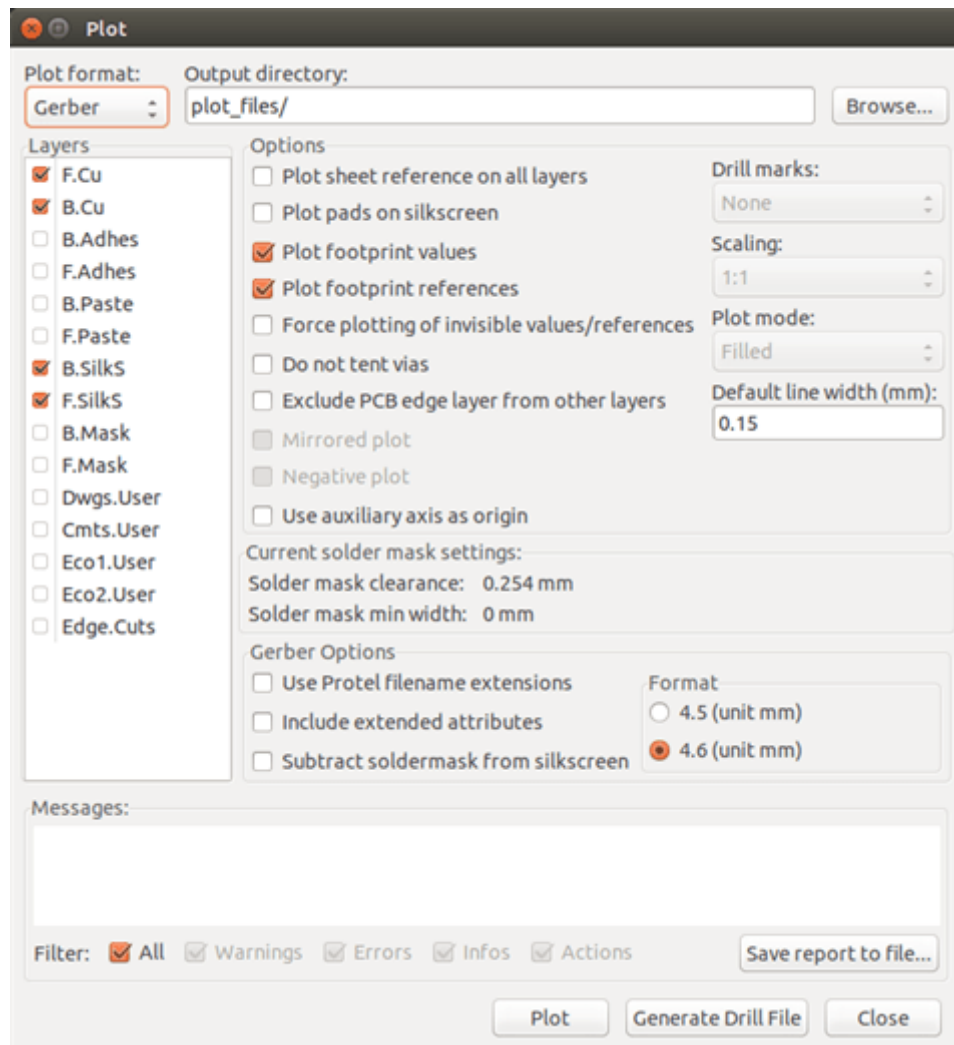 Plot
Plot format:
Output directory:
Gerber
plot_files/
Browse...
Layers
F.Cu
B.Cu
B.Adhes
F.Adhes
B.Paste
F.Paste
B.SilkS
F.SilkS
B.Mask
F.Mask
Dwgs.User
Cmts.User
Eco1.User
Eco2.User
Edge.Cuts
Options
Plot sheet reference on all layers
Plot pads on silkscreen
Plot footprint values
Plot footprint references
Force plotting of invisible values/references
Do not tent vias
Exclude PCB edge layer from other layers
Mirrored plot
Negative plot
Use auxiliary axis as origin
Drill marks:
None
Scaling:
1:1
Plot mode:
Filled
Default line width (mm):
0.15
Current solder mask settings:
Solder mask clearance: 0.254 mm
Solder mask min width: 0 mm
Gerber Options
Use Protel filename extensions
Include extended attributes
Subtract soldermask from silkscreen
Format
4.5 (unit mm)
4.6 (unit mm)
Messages:
Filter: All Warnings Errors Infos Actions
Save report to file...
Plot
Generate Drill File
Close